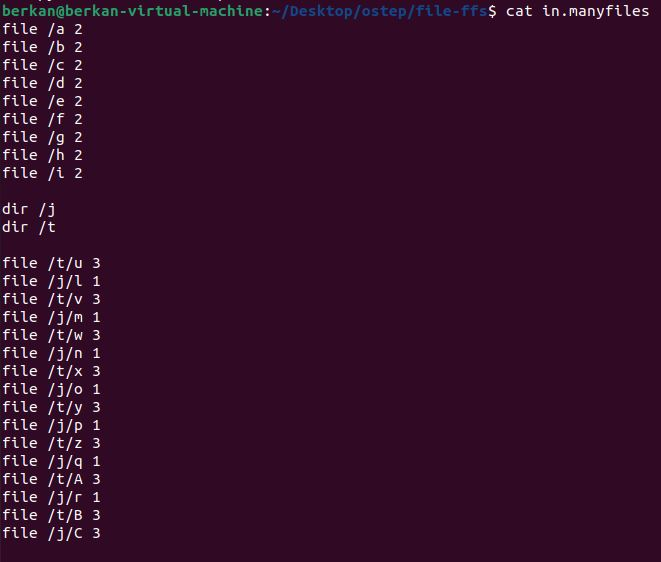 berkan@berkan-virtual-machine:~/Desktop/ostep/file-ffs$ cat in.manyfiles
file /a 2
file /b 2
file /c 2
file /d 2
file /e 2
file /f 2
file /g 2
file /h 2
file /i 2
dir /j
dir /t
file /t/u 3
file /j/l 1
file /t/v 3
file /j/m 1
file /t/w 3
file /j/n 1
file /t/x 3
file /j/o 1
file /t/y 3
file /j/p 1
file /t/z 3
file /j/q 1
file /t/A 3
file /j/r 1
file /t/B 3
file /j/C 3